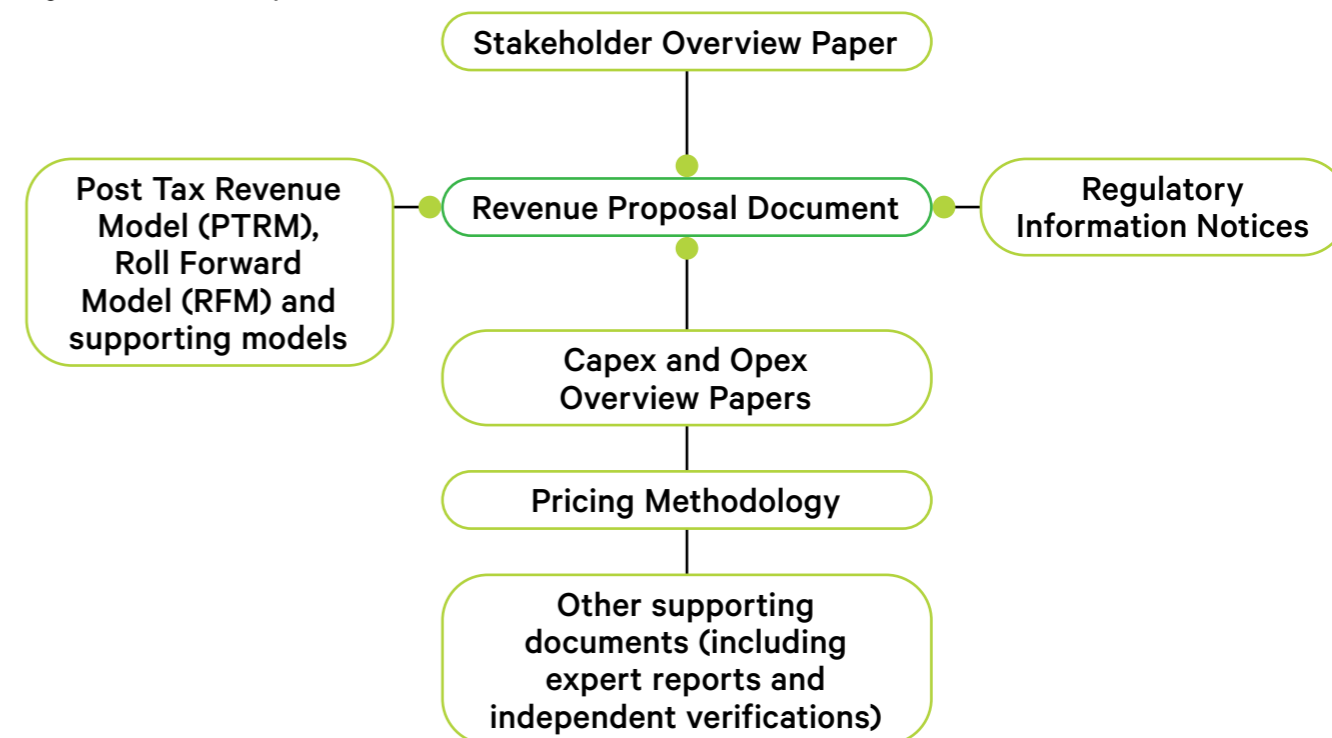 Stakeholder Overview Paper
Post Tax Revenue
Model (PTRM),
Roll Forward
Model (RFM) and
supporting models
Revenue Proposal Document
Regulatory
Information Notices
Capex and Opex
Overview Papers
Pricing Methodology
Other supporting
documents (including
expert reports and
independent verifications)